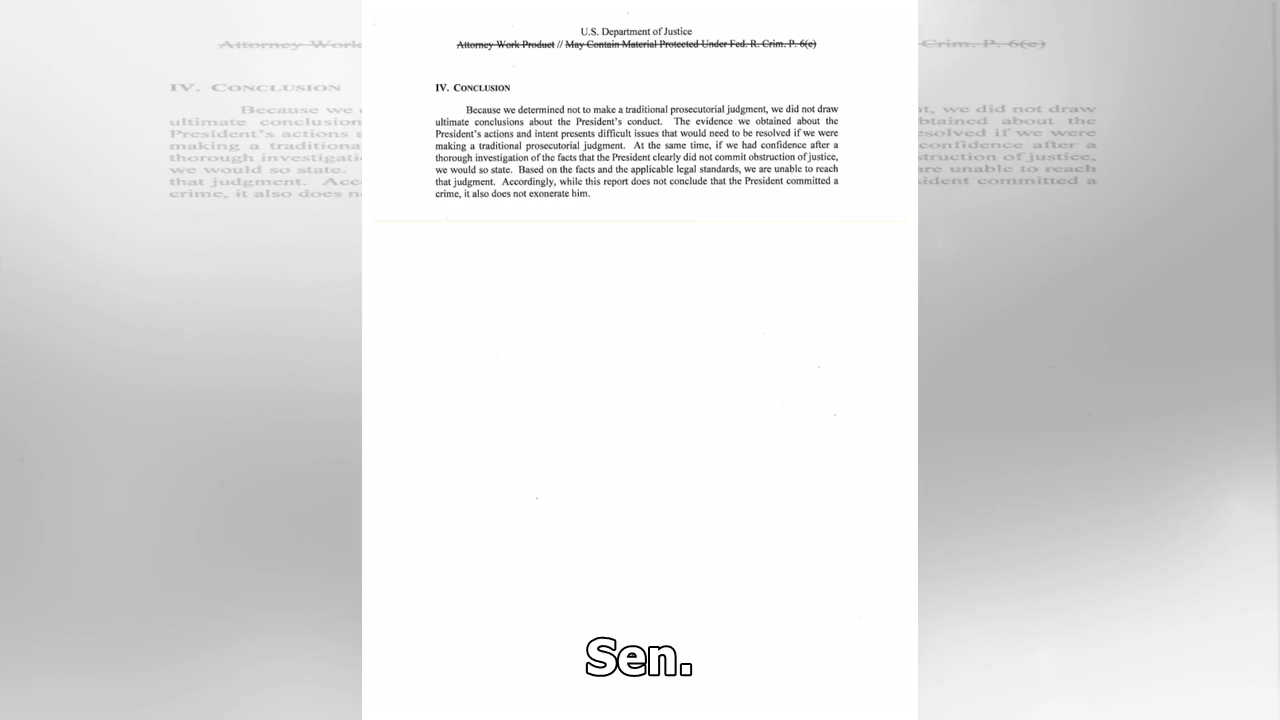 U.S. Department of Justice
Attorney Work Product // May Contain Material Protected Under Fed. R. Crim. P. 6(e)
IV. CONCLUSION
Because we determined not to make a traditional prosecutorial judgment, we did not draw
ultimate conclusions about the President's conduct. The evidence we obtained about the
President's actions and intent presents difficult issues that would need to be resolved if we were
making a traditional prosecutorial judgment. At the same time, if we had confidence after a
thorough investigation of the facts that the President clearly did not commit obstruction of justice,
we would so state. Based on the facts and the applicable legal standards, we are unable to reach
that judgment. Accordingly, while this report does not conclude that the President committed a
crime, it also does not exonerate him.
Sen.